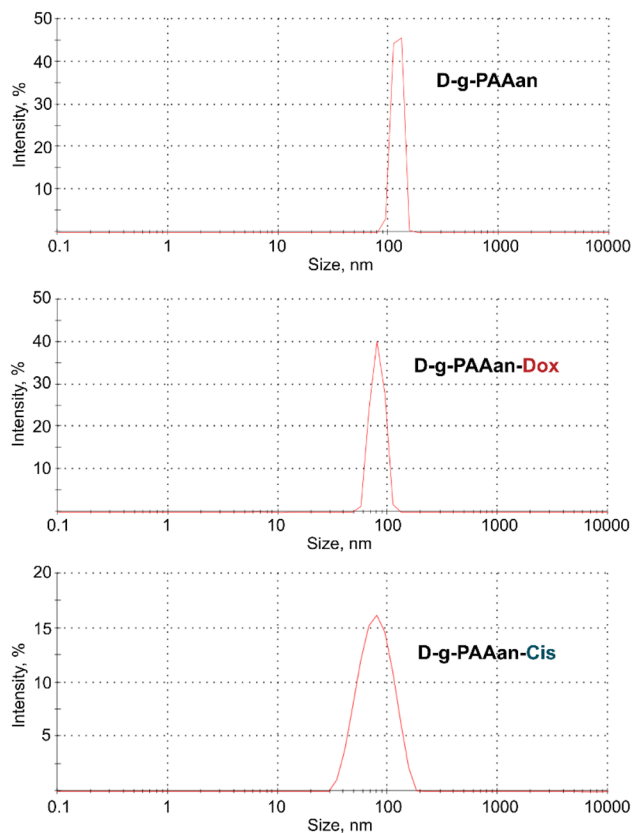 50
40
30
20
10
Intensity, %
D-g-PAAan
0.1 1 10 100 1000 10000
Size, nm
50
40
30
20
10
Intensity, %
D-g-PAAan-Dox
0.1 1 10 100 1000 10000
Size, nm
20
15
10
5
Intensity, %
D-g-PAAan-Cis
0.1 1 10 100 1000 10000
Size, nm